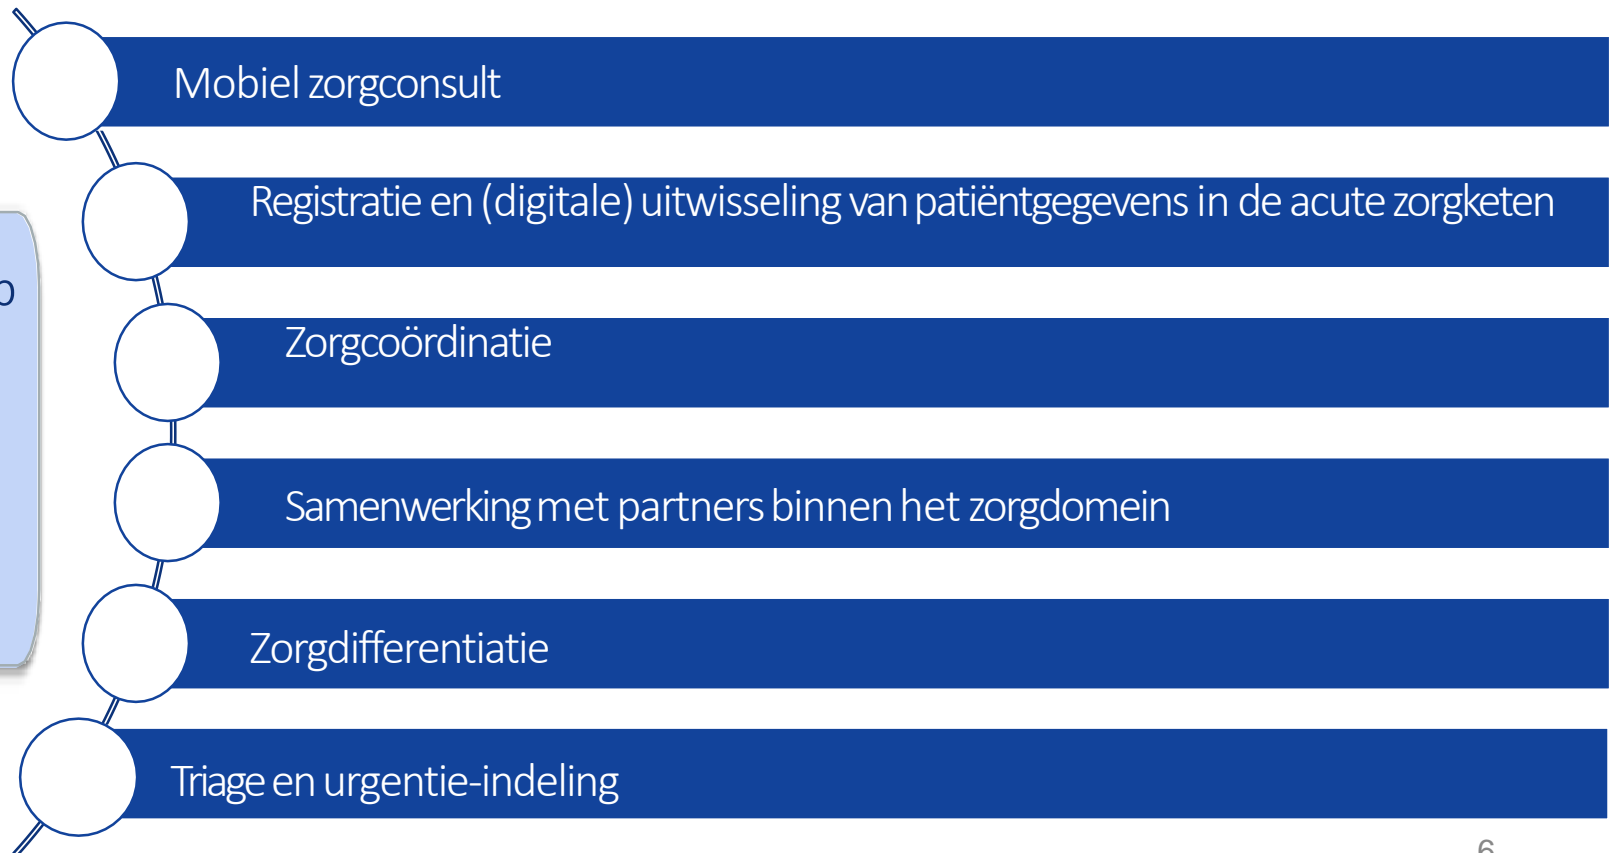 Mobiel zorgconsult
Registratie en (digitale) uitwisseling van patiëntgegevens in de acute zorgketen
Zorgcoördinatie
Samenwerking met partners binnen het zorgdomein
Zorgdifferentiatie
Triage en urgentie-indeling
6